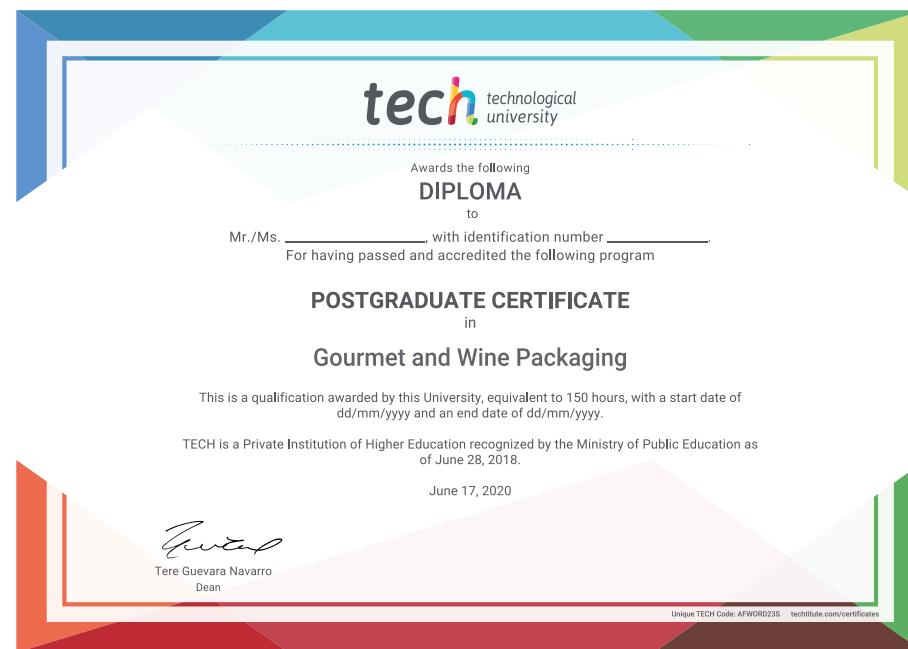 tech technological
university
Awards the following
DIPLOMA
to
Mr./Ms. ____________________, with identification number ______________.
For having passed and accredited the following program
POSTGRADUATE CERTIFICATE
in
Gourmet and Wine Packaging
This is a qualification awarded by this University, equivalent to 150 hours, with a start date of
dd/mm/yyyy and an end date of dd/mm/yyyy.
TECH is a Private Institution of Higher Education recognized by the Ministry of Public Education as
of June 28, 2018.
June 17, 2020
Tere Guevara Navarro
Dean
Unique TECH Code: AFWORD23S techtitute.com/certificates